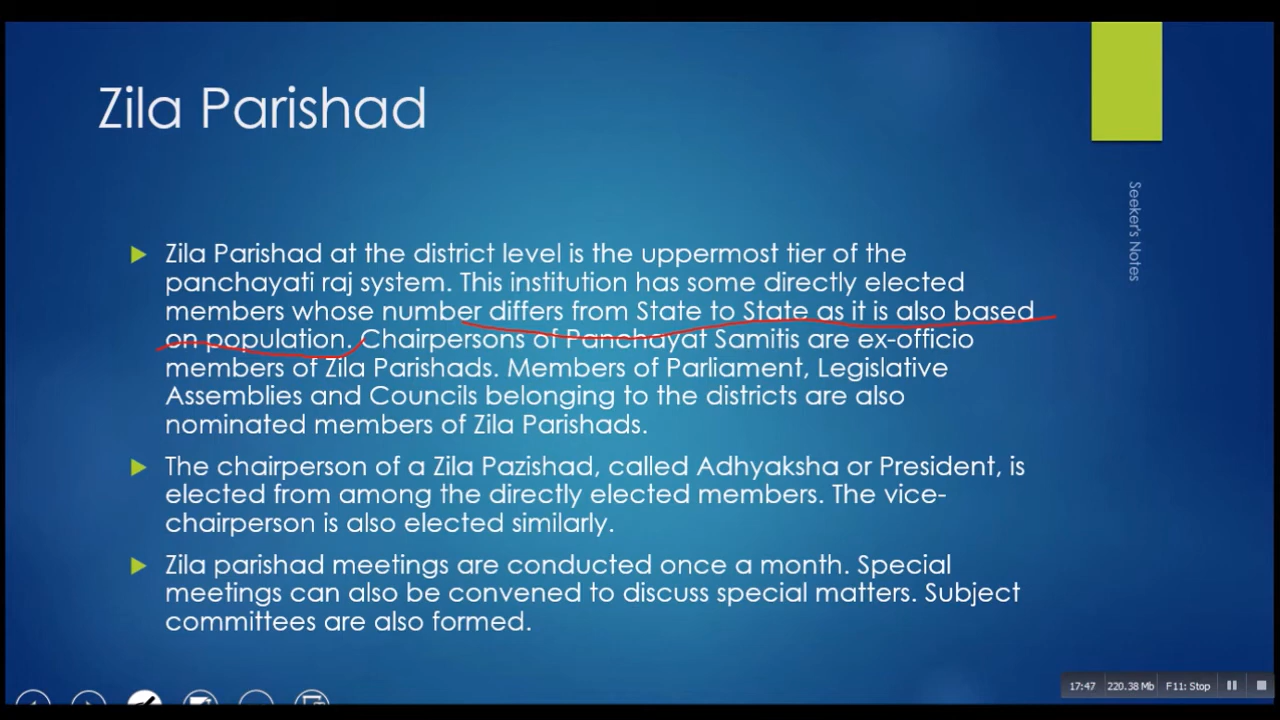 Zila Parishad
Seeker's Notes
Zila Parishad at the district level is the uppermost tier of the
panchayati raj system. This institution has some directly elected
members whose number differs from State to State as it is also based
on population. Chairpersons of Panchayat Samitis are ex-officio
members of Zila Parishads. Members of Parliament, Legislative
Assemblies and Councils belonging to the districts are also
nominated members of Zila Parishads.
The chairperson of a Zila Pazishad, called Adhyaksha or President, is
elected from among the directly elected members. The vice-
chairperson is also elected similarly.
Zila parishad meetings are conducted once a month. Special
meetings can also be convened to discuss special matters. Subject
committees are also formed.
17:47 220.38 Mb F11: Stop